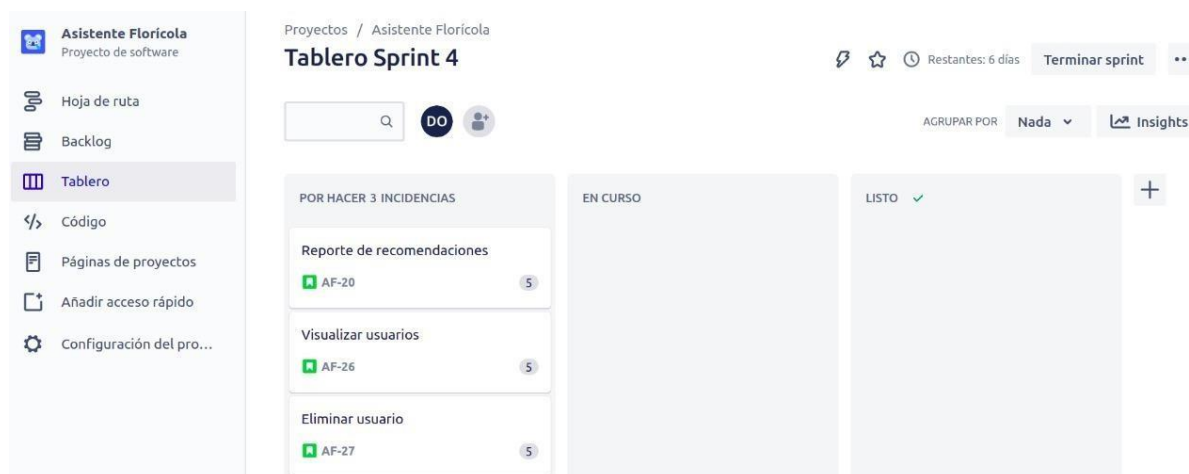 Asistente Florícola
Proyecto de software
Hoja de ruta
Backlog
Tablero
Código
Páginas de proyectos
Añadir acceso rápido
Configuración del pro...
Proyectos / Asistente Florícola
Tablero Sprint 4
Restantes: 6 días
Terminar sprint
DO
AGRUPAR POR
Nada
Insights
POR HACER 3 INCIDENCIAS
Reporte de recomendaciones
AF-20 5
Visualizar usuarios
AF-26 5
Eliminar usuario
AF-27 5
EN CURSO
LISTO